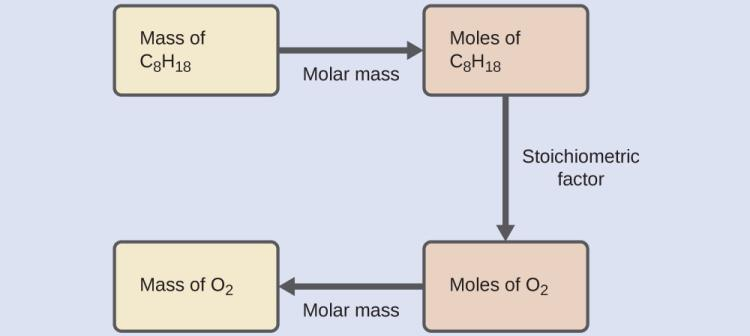 Mass of
C₈H₁₈
Molar mass
Moles of
C₈H₁₈
Stoichiometric
factor
Mass of O₂
Molar mass
Moles of O₂